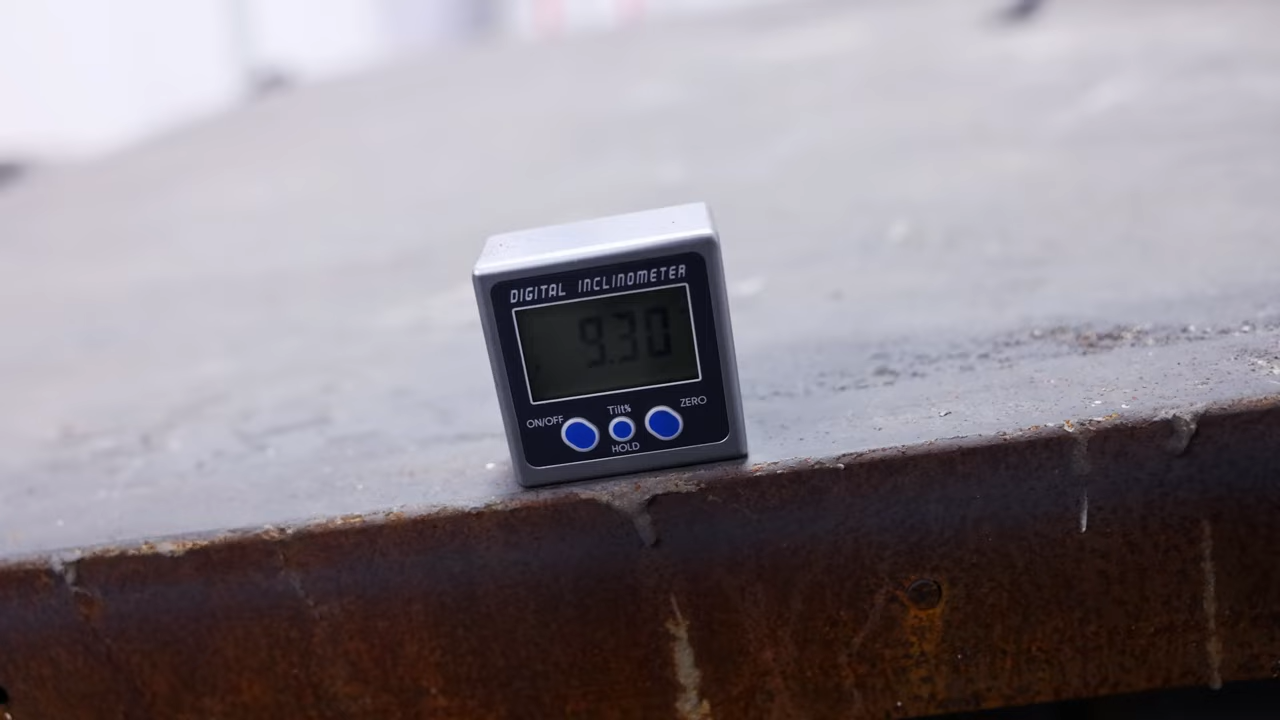 DIGITAL INCLINOMETER
9.30
ON/OFF
Tilt%
ZERO
HOLD